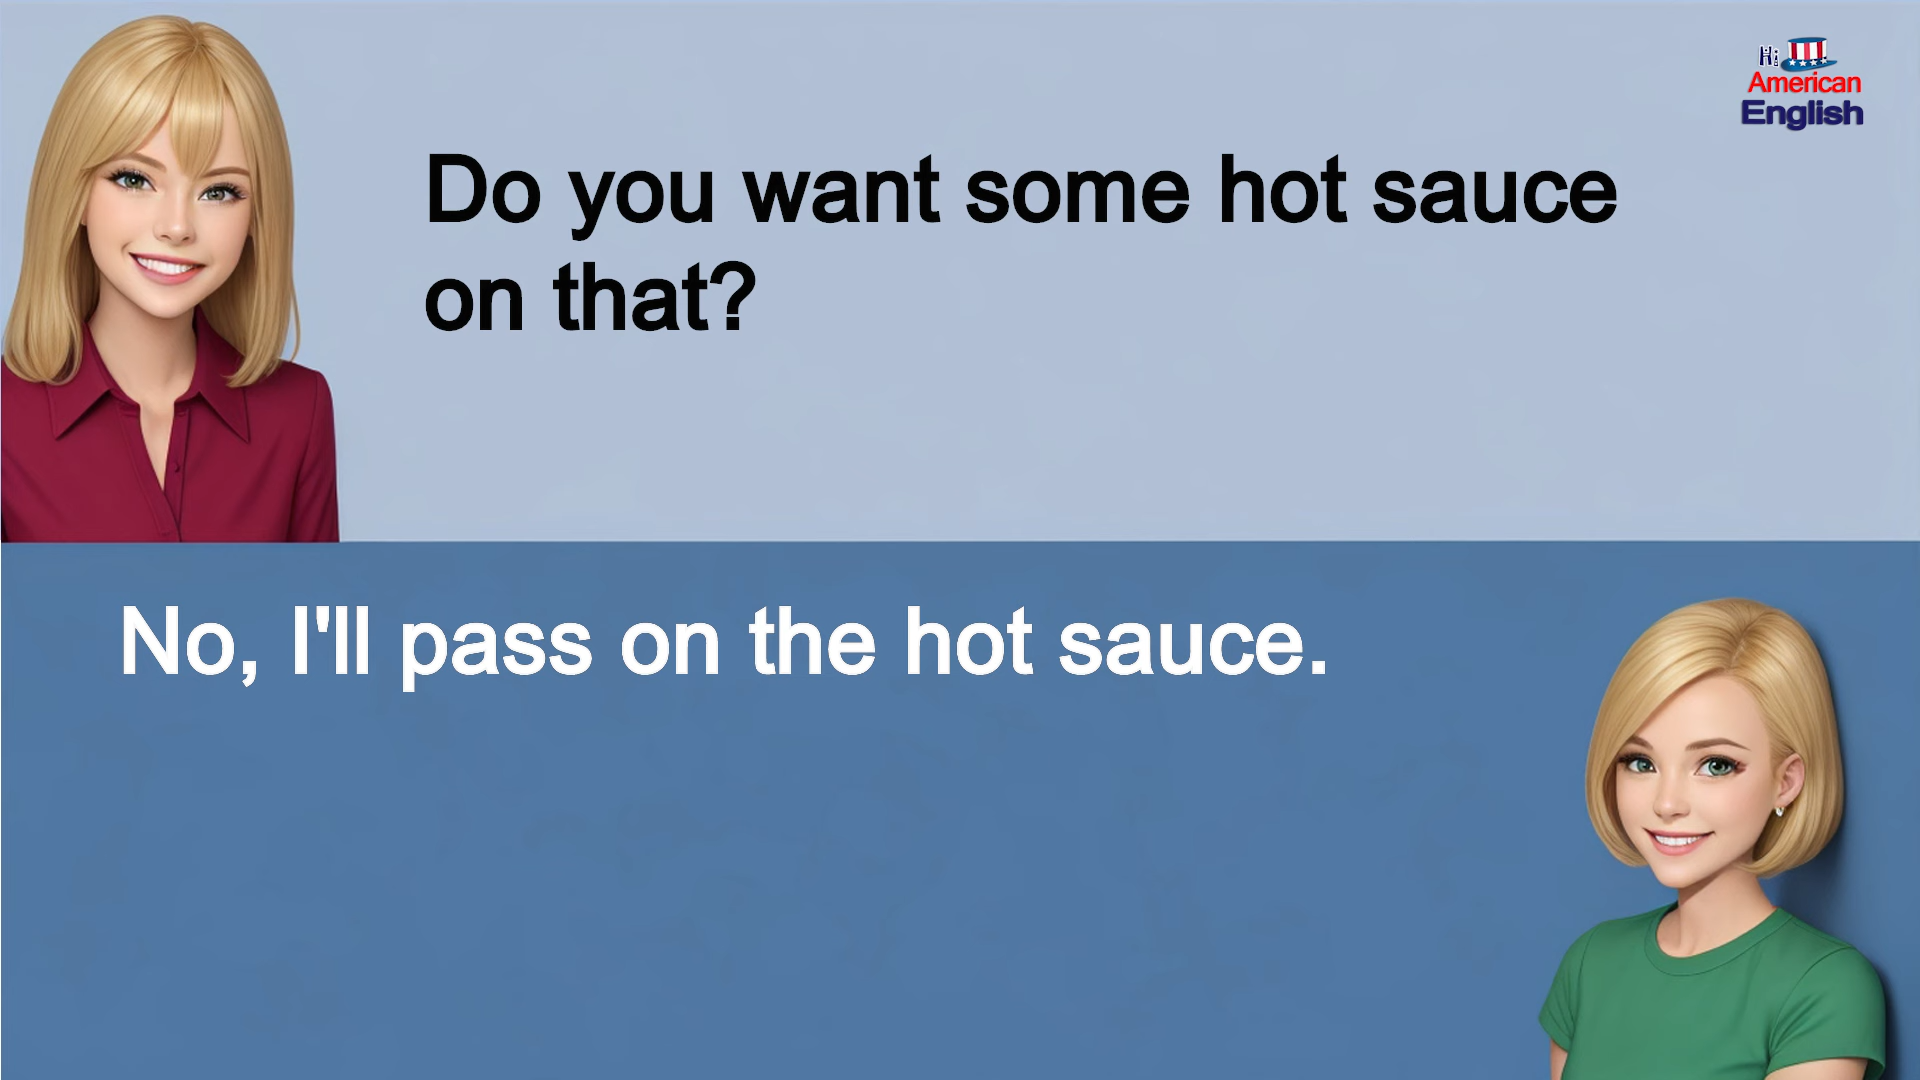 Hi
American
English
Do you want some hot sauce
on that?
No, I'll pass on the hot sauce.